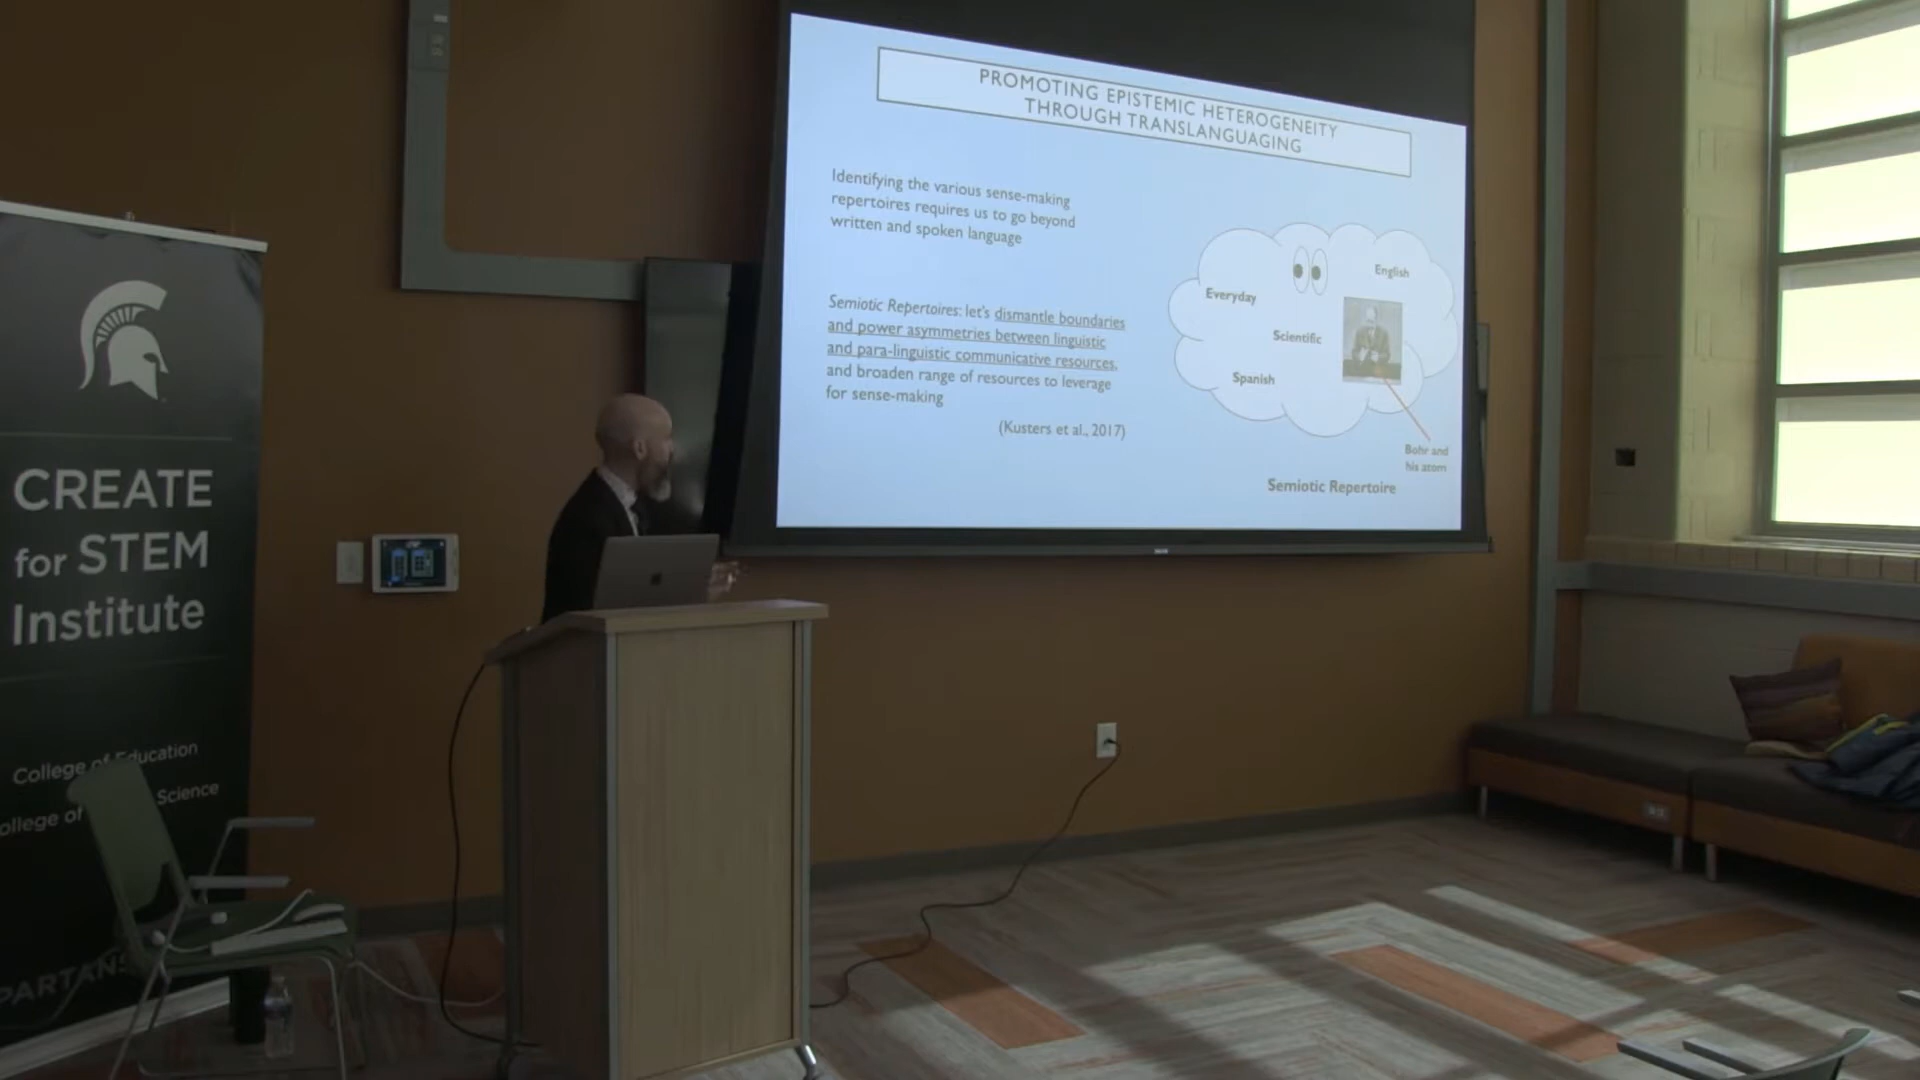 PROMOTING EPISTEMIC HETEROGENEITY
THROUGH TRANSLANGUAGING
Identifying the various sense-making
repertoires requires us to go beyond
written and spoken language
Semiotic Repertoires: let's dismantle boundaries
and power asymmetries between linguistic
and para-linguistic communicative resources,
and broaden range of resources to leverage
for sense-making
(Kusters et al., 2017)
English
Everyday
Scientific
Spanish
Bohr and
his atom
Semiotic Repertoire
CREATE
for STEM
Institute
College of Education
College of Science
SPARTANS